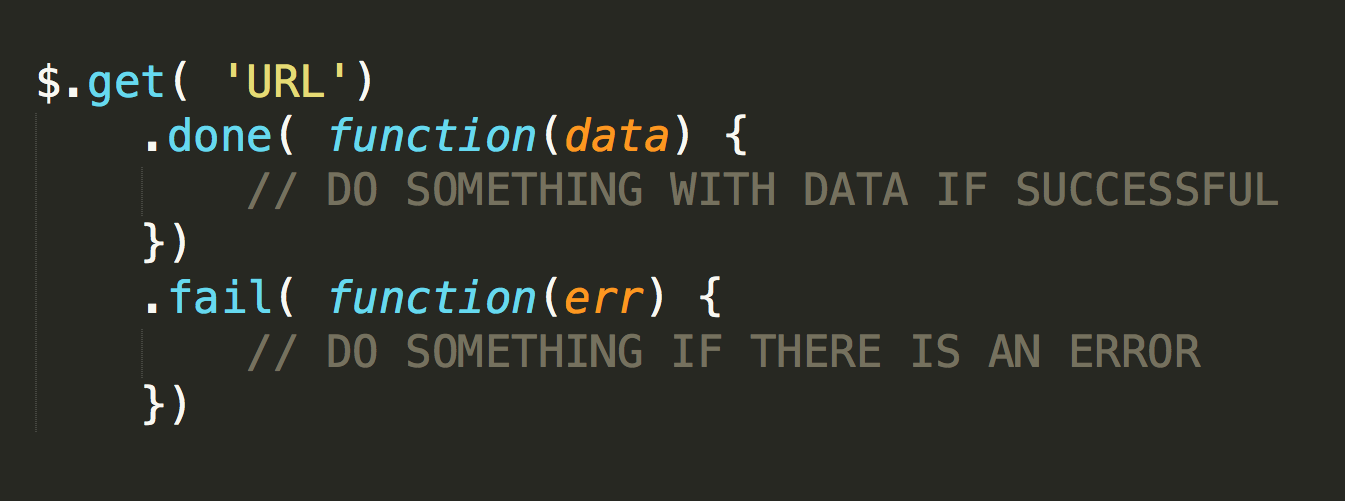 $.get( 'URL')
    .done( function(data) {
        // DO SOMETHING WITH DATA IF SUCCESSFUL
    })
    .fail( function(err) {
        // DO SOMETHING IF THERE IS AN ERROR
    })